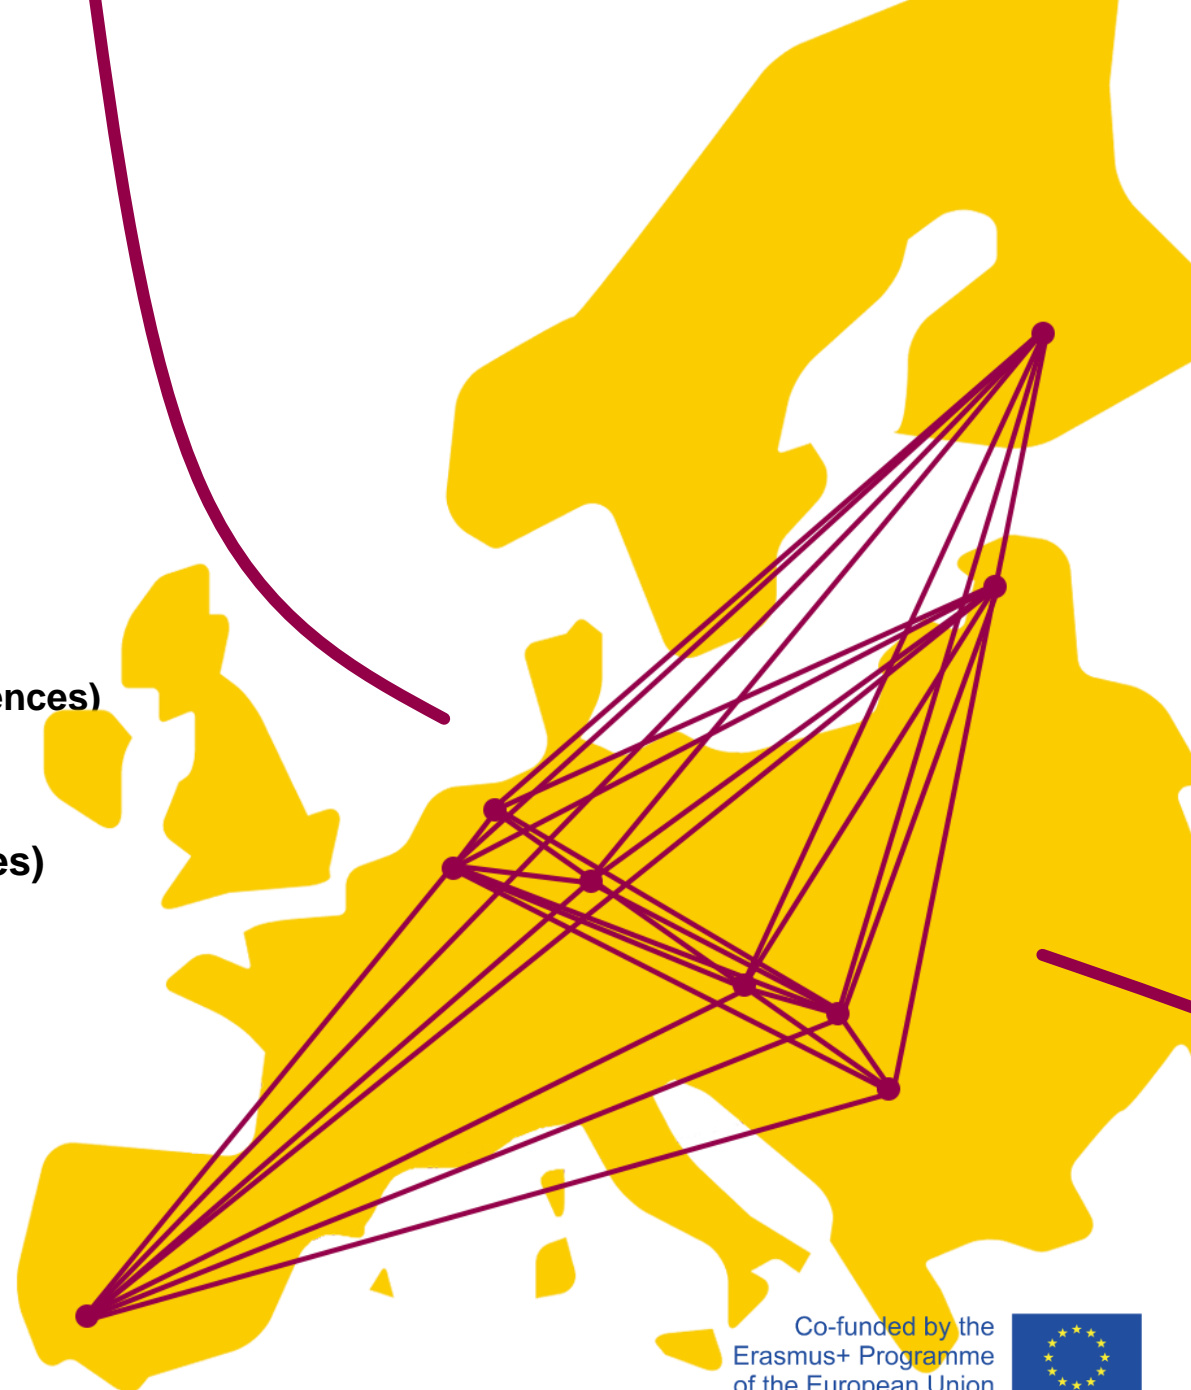 ences)
es)
Co-funded by the
Erasmus+ Programme
of the European Union